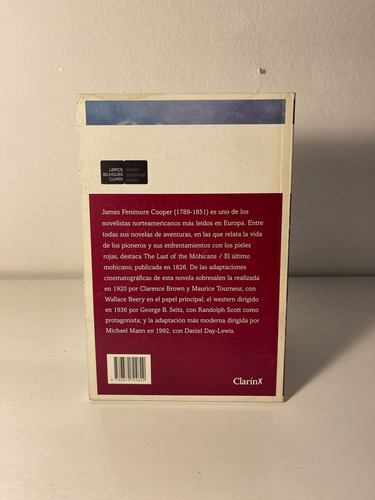 LIBROS
BILINGÜES
CLARÍN
James Fenimore Cooper (1789-1851) es uno de los
novelistas norteamericanos más leídos en Europa. Entre
todas sus novelas de aventuras, en las que relata la vida
de los pioneros y sus enfrentamientos con los pieles
rojas, destaca The Last of the Mohicans / El último
mohicano, publicada en 1826. De las adaptaciones
cinematográficas de esta novela sobresalen la realizada
en 1920 por Clarence Brown y Maurice Tourneur, con
Wallace Beery en el papel principal; el western dirigido
en 1936 por George B. Seitz, con Randolph Scott como
protagonista; y la adaptación más moderna dirigida por
Michael Mann en 1992, con Daniel Day-Lewis.
Clarín